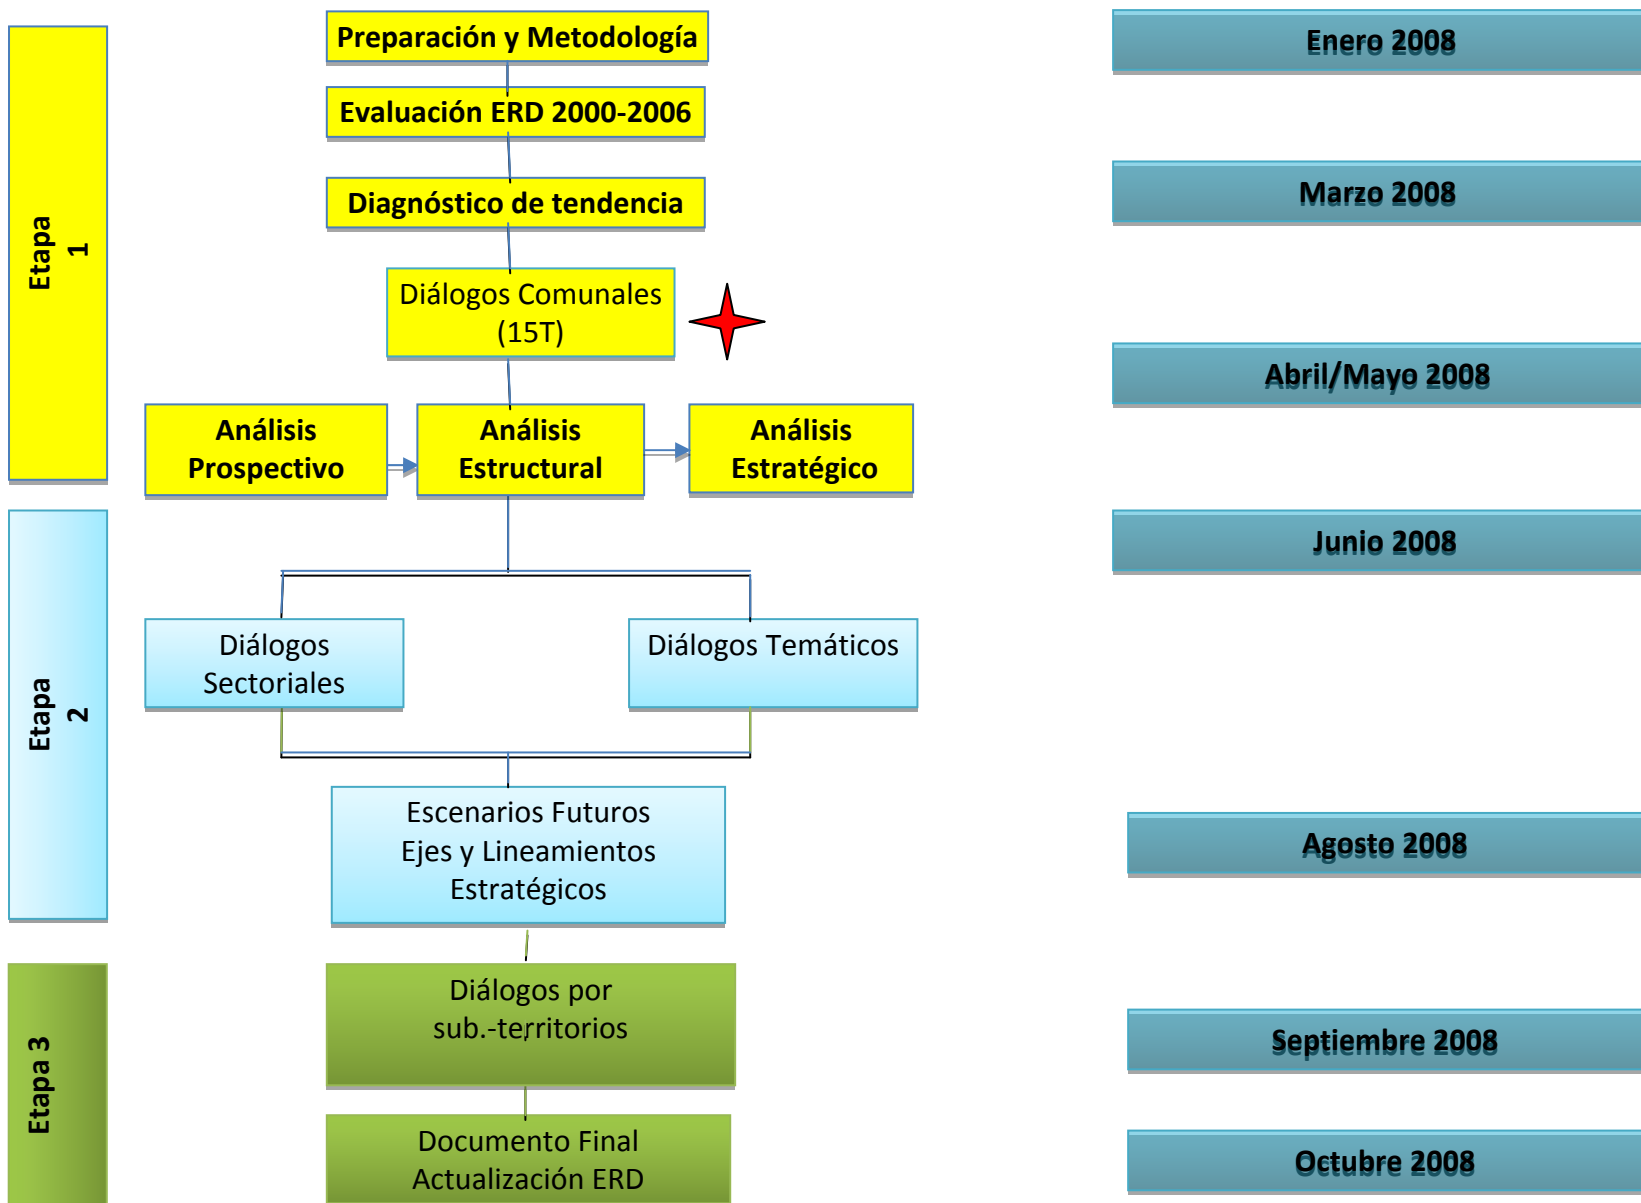 Preparación y Metodología
Enero 2008
Evaluación ERD 2000-2006
Diagnóstico de tendencia
Marzo 2008
Etapa
1
Diálogos Comunales
(15T)
Abril/Mayo 2008
Análisis
Prospectivo
Análisis
Estructural
Análisis
Estratégico
Junio 2008
Etapa
2
Diálogos
Sectoriales
Diálogos Temáticos
Escenarios Futuros
Ejes y Lineamientos
Estratégicos
Agosto 2008
Etapa 3
Diálogos por
sub.-territorios
Septiembre 2008
Documento Final
Actualización ERD
Octubre 2008